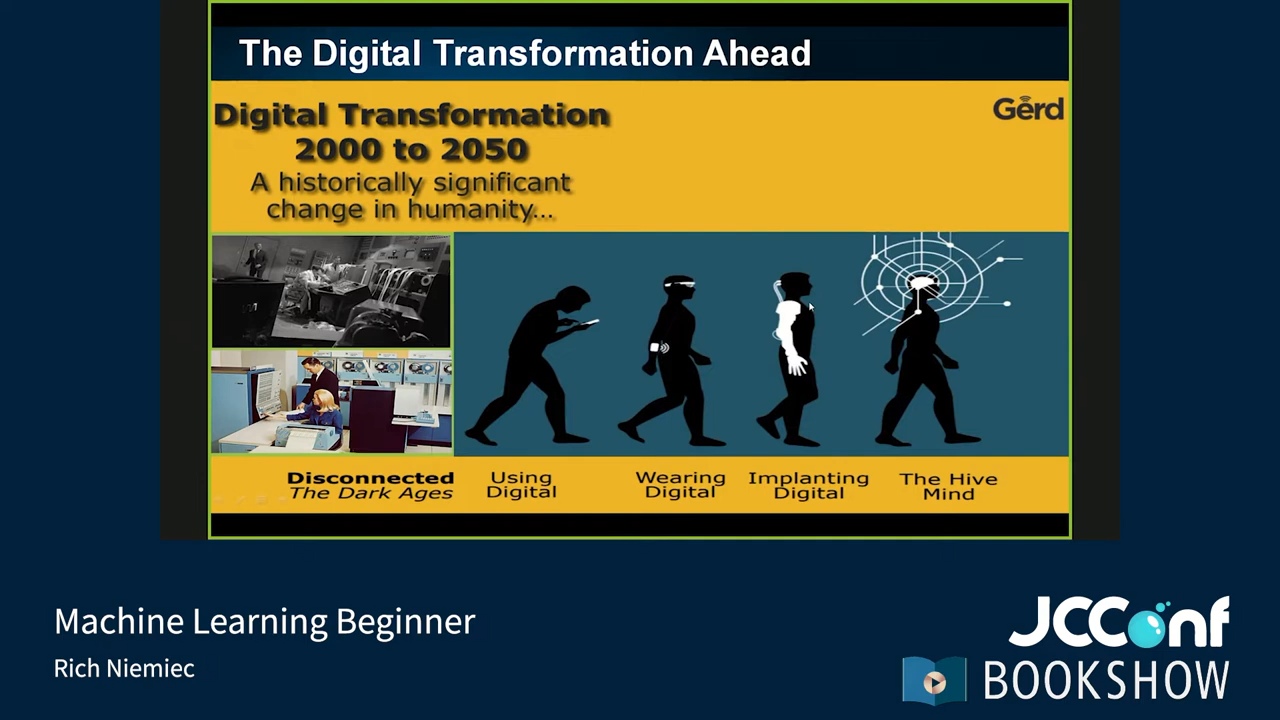 The Digital Transformation Ahead
Digital Transformation
2000 to 2050
A historically significant
change in humanity...
Gerd
Disconnected
The Dark Ages
Using
Digital
Wearing
Digital
Implanting
Digital
The Hive
Mind
Machine Learning Beginner
Rich Niemiec
JCConf
BOOKSHOW